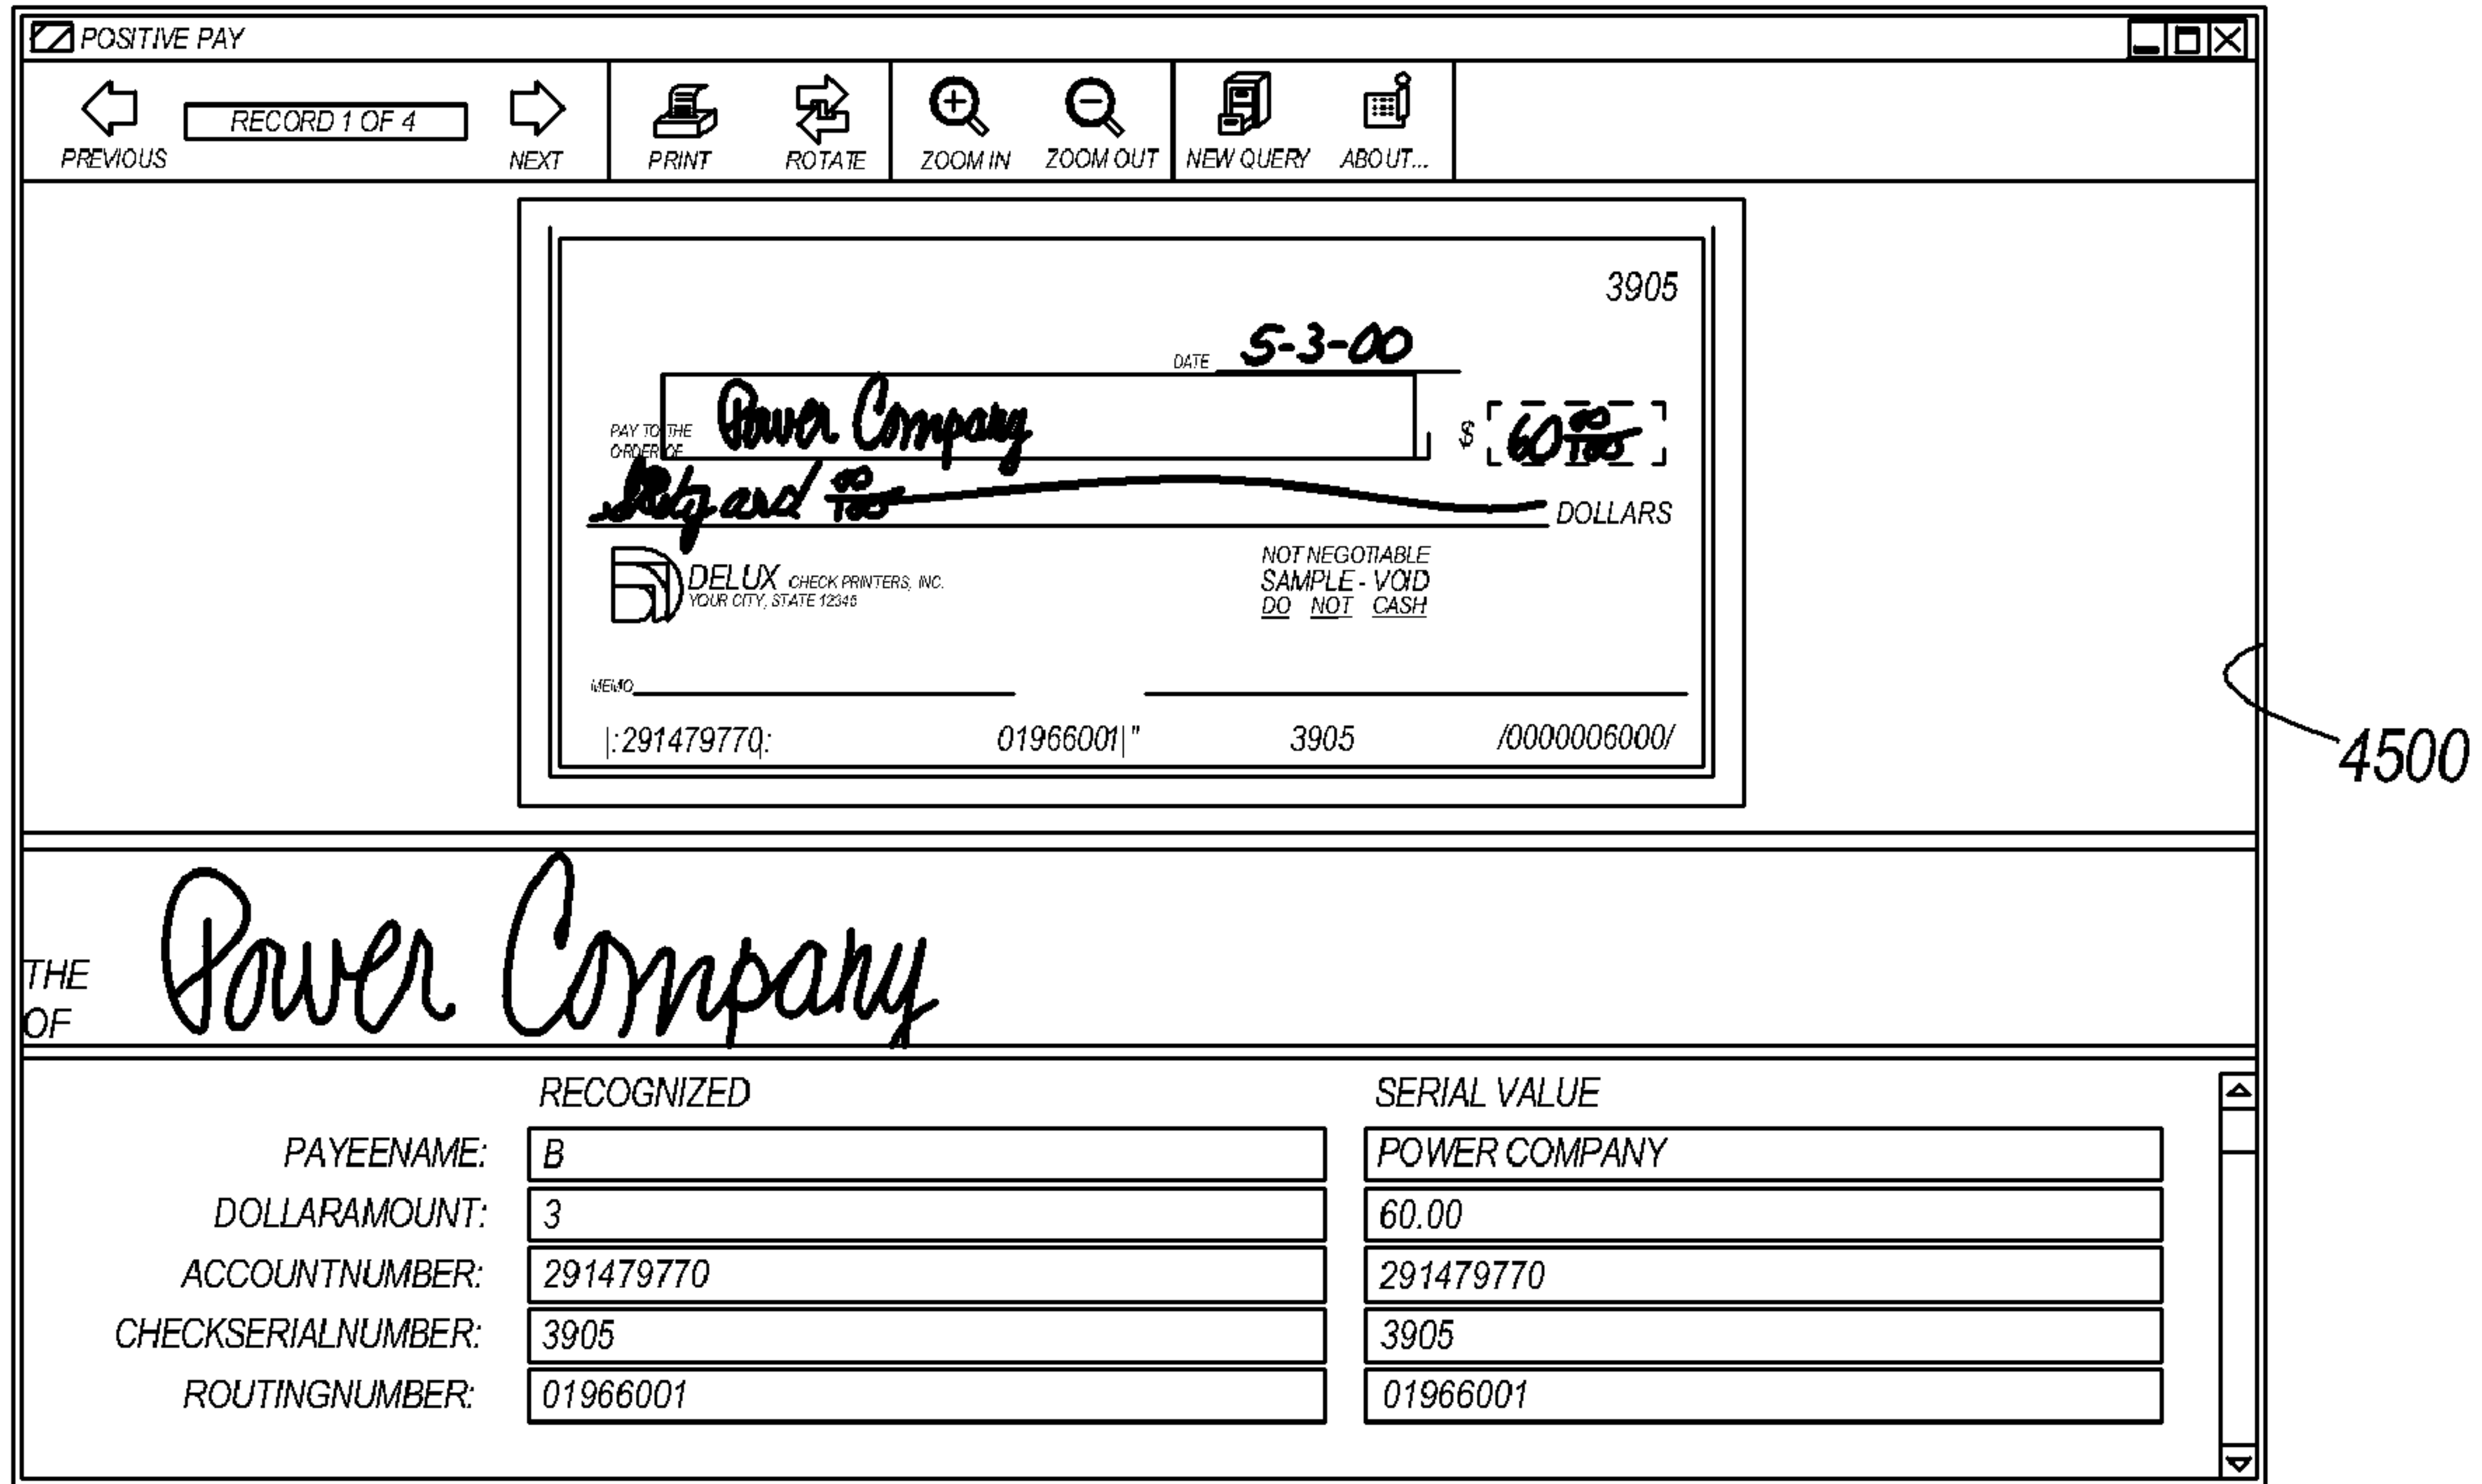 POSITIVE PAY
PREVIOUS RECORD 1 OF 4 NEXT PRINT ROTATE ZOOM IN ZOOM OUT NEW QUERY ABOUT...
3905
DATE 5-3-00
PAY TO THE
ORDER OF Power Company $ 60 00/100
Sixty and 00/100 DOLLARS
DELUX CHECK PRINTERS, INC.
YOUR CITY, STATE 12345
NOT NEGOTIABLE
SAMPLE - VOID
DO NOT CASH
MEMO
|:291479770|: 01966001|" 3905 /0000006000/
4500
THE
OF Power Company
RECOGNIZED SERIAL VALUE
PAYEENAME: B POWER COMPANY
DOLLARAMOUNT: 3 60.00
ACCOUNTNUMBER: 291479770 291479770
CHECKSERIALNUMBER: 3905 3905
ROUTINGNUMBER: 01966001 01966001